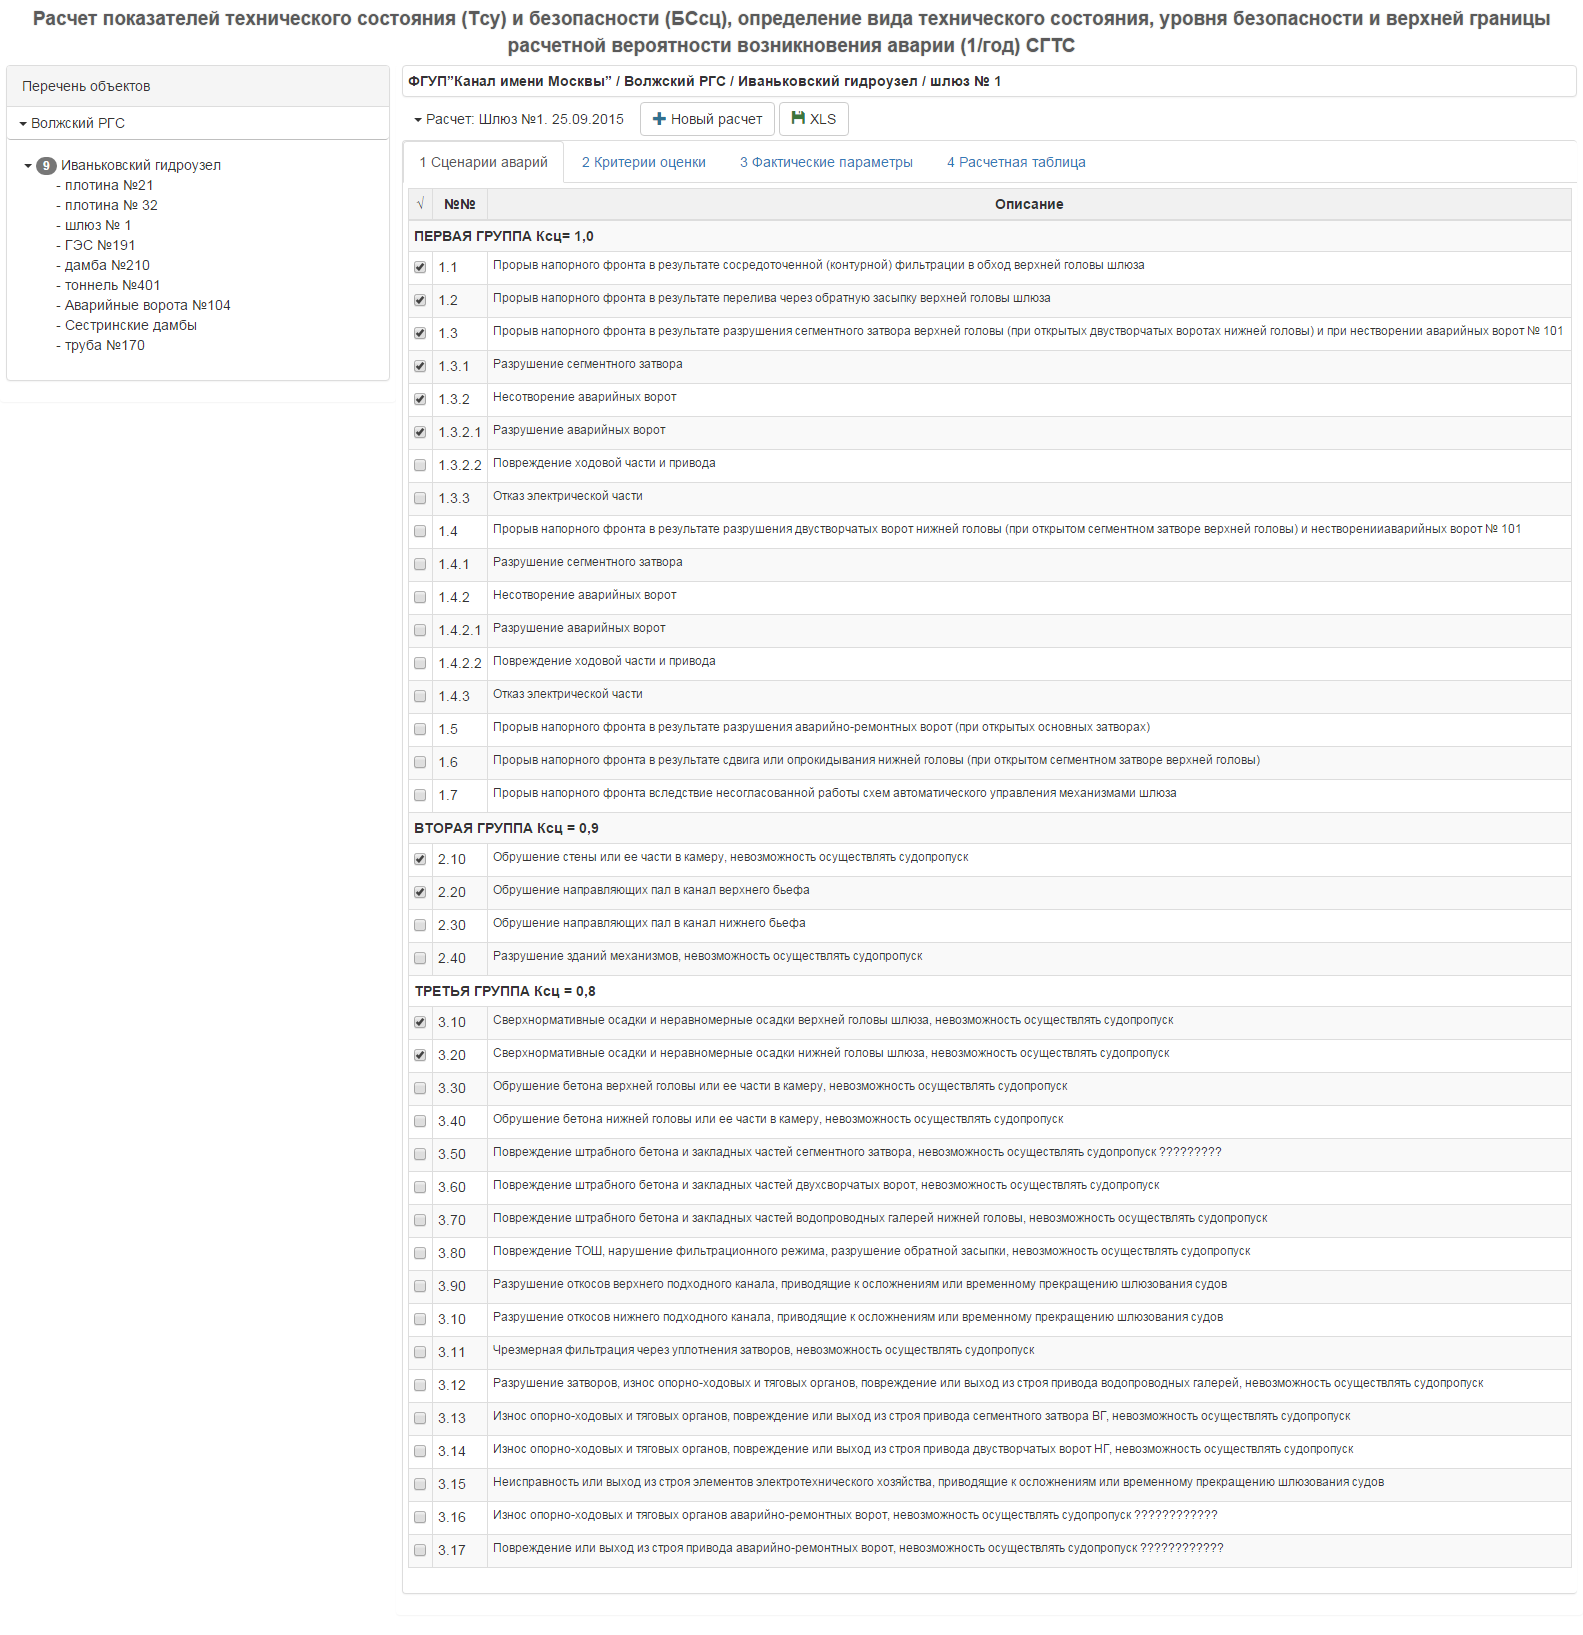 Расчет показателей технического состояния (Тсу) и безопасности (БСсц), определение вида технического состояния, уровня безопасности и верхней границы
расчетной вероятности возникновения аварии (1/год) СГТС
Перечень объектов
Волжский РГС
9 Иваньковский гидроузел
- плотина №21
- плотина № 32
- шлюз № 1
- ГЭС №191
- дамба №210
- тоннель №401
- Аварийные ворота №104
- Сестринские дамбы
- труба №170
ФГУП”Канал имени Москвы” / Волжский РГС / Иваньковский гидроузел / шлюз № 1
Расчет: Шлюз №1. 25.09.2015 Новый расчет XLS
1 Сценарии аварий 2 Критерии оценки 3 Фактические параметры 4 Расчетная таблица
√ №№ Описание
ПЕРВАЯ ГРУППА Ксц= 1,0
1.1 Прорыв напорного фронта в результате сосредоточенной (контурной) фильтрации в обход верхней головы шлюза
1.2 Прорыв напорного фронта в результате перелива через обратную засыпку верхней головы шлюза
1.3 Прорыв напорного фронта в результате разрушения сегментного затвора верхней головы (при открытых двустворчатых воротах нижней головы) и при нестворении аварийных ворот № 101
1.3.1 Разрушение сегментного затвора
1.3.2 Несотворение аварийных ворот
1.3.2.1 Разрушение аварийных ворот
1.3.2.2 Повреждение ходовой части и привода
1.3.3 Отказ электрической части
1.4 Прорыв напорного фронта в результате разрушения двустворчатых ворот нижней головы (при открытом сегментном затворе верхней головы) и нестворенииаварийных ворот № 101
1.4.1 Разрушение сегментного затвора
1.4.2 Несотворение аварийных ворот
1.4.2.1 Разрушение аварийных ворот
1.4.2.2 Повреждение ходовой части и привода
1.4.3 Отказ электрической части
1.5 Прорыв напорного фронта в результате разрушения аварийно-ремонтных ворот (при открытых основных затворах)
1.6 Прорыв напорного фронта в результате сдвига или опрокидывания нижней головы (при открытом сегментном затворе верхней головы)
1.7 Прорыв напорного фронта вследствие несогласованной работы схем автоматического управления механизмами шлюза
ВТОРАЯ ГРУППА Ксц = 0,9
2.10 Обрушение стены или ее части в камеру, невозможность осуществлять судопропуск
2.20 Обрушение направляющих пал в канал верхнего бьефа
2.30 Обрушение направляющих пал в канал нижнего бьефа
2.40 Разрушение зданий механизмов, невозможность осуществлять судопропуск
ТРЕТЬЯ ГРУППА Ксц = 0,8
3.10 Сверхнормативные осадки и неравномерные осадки верхней головы шлюза, невозможность осуществлять судопропуск
3.20 Сверхнормативные осадки и неравномерные осадки нижней головы шлюза, невозможность осуществлять судопропуск
3.30 Обрушение бетона верхней головы или ее части в камеру, невозможность осуществлять судопропуск
3.40 Обрушение бетона нижней головы или ее части в камеру, невозможность осуществлять судопропуск
3.50 Повреждение штрабного бетона и закладных частей сегментного затвора, невозможность осуществлять судопропуск ?????????
3.60 Повреждение штрабного бетона и закладных частей двухсворчатых ворот, невозможность осуществлять судопропуск
3.70 Повреждение штрабного бетона и закладных частей водопроводных галерей нижней головы, невозможность осуществлять судопропуск
3.80 Повреждение ТОШ, нарушение фильтрационного режима, разрушение обратной засыпки, невозможность осуществлять судопропуск
3.90 Разрушение откосов верхнего подходного канала, приводящие к осложнениям или временному прекращению шлюзования судов
3.10 Разрушение откосов нижнего подходного канала, приводящие к осложнениям или временному прекращению шлюзования судов
3.11 Чрезмерная фильтрация через уплотнения затворов, невозможность осуществлять судопропуск
3.12 Разрушение затворов, износ опорно-ходовых и тяговых органов, повреждение или выход из строя привода водопроводных галерей, невозможность осуществлять судопропуск
3.13 Износ опорно-ходовых и тяговых органов, повреждение или выход из строя привода сегментного затвора ВГ, невозможность осуществлять судопропуск
3.14 Износ опорно-ходовых и тяговых органов, повреждение или выход из строя привода двустворчатых ворот НГ, невозможность осуществлять судопропуск
3.15 Неисправность или выход из строя элементов электротехнического хозяйства, приводящие к осложнениям или временному прекращению шлюзования судов
3.16 Износ опорно-ходовых и тяговых органов аварийно-ремонтных ворот, невозможность осуществлять судопропуск ????????????
3.17 Повреждение или выход из строя привода аварийно-ремонтных ворот, невозможность осуществлять судопропуск ????????????